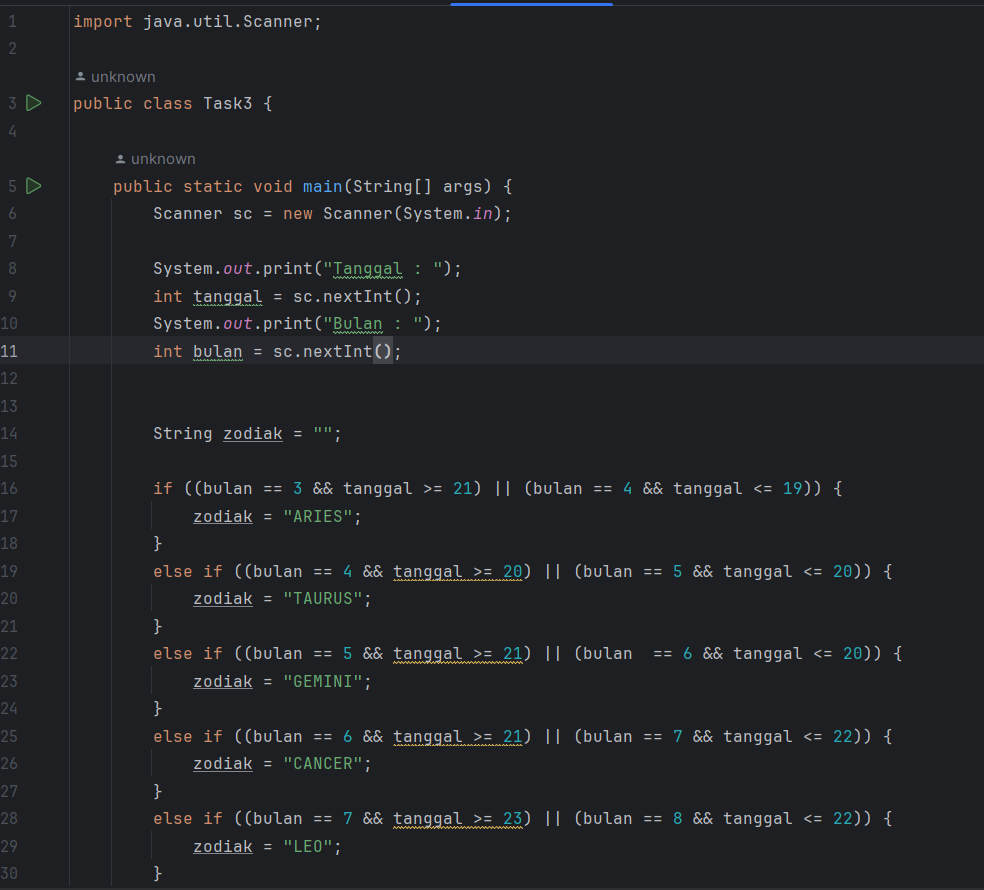 1 import java.util.Scanner;
2
unknown
3 public class Task3 {
4
unknown
5 public static void main(String[] args) {
6 Scanner sc = new Scanner(System.in);
7
8 System.out.print("Tanggal : ");
9 int tanggal = sc.nextInt();
10 System.out.print("Bulan : ");
11 int bulan = sc.nextInt();
12
13
14 String zodiak = "";
15
16 if ((bulan == 3 && tanggal >= 21) || (bulan == 4 && tanggal <= 19)) {
17 zodiak = "ARIES";
18 }
19 else if ((bulan == 4 && tanggal >= 20) || (bulan == 5 && tanggal <= 20)) {
20 zodiak = "TAURUS";
21 }
22 else if ((bulan == 5 && tanggal >= 21) || (bulan  == 6 && tanggal <= 20)) {
23 zodiak = "GEMINI";
24 }
25 else if ((bulan == 6 && tanggal >= 21) || (bulan == 7 && tanggal <= 22)) {
26 zodiak = "CANCER";
27 }
28 else if ((bulan == 7 && tanggal >= 23) || (bulan == 8 && tanggal <= 22)) {
29 zodiak = "LEO";
30 }